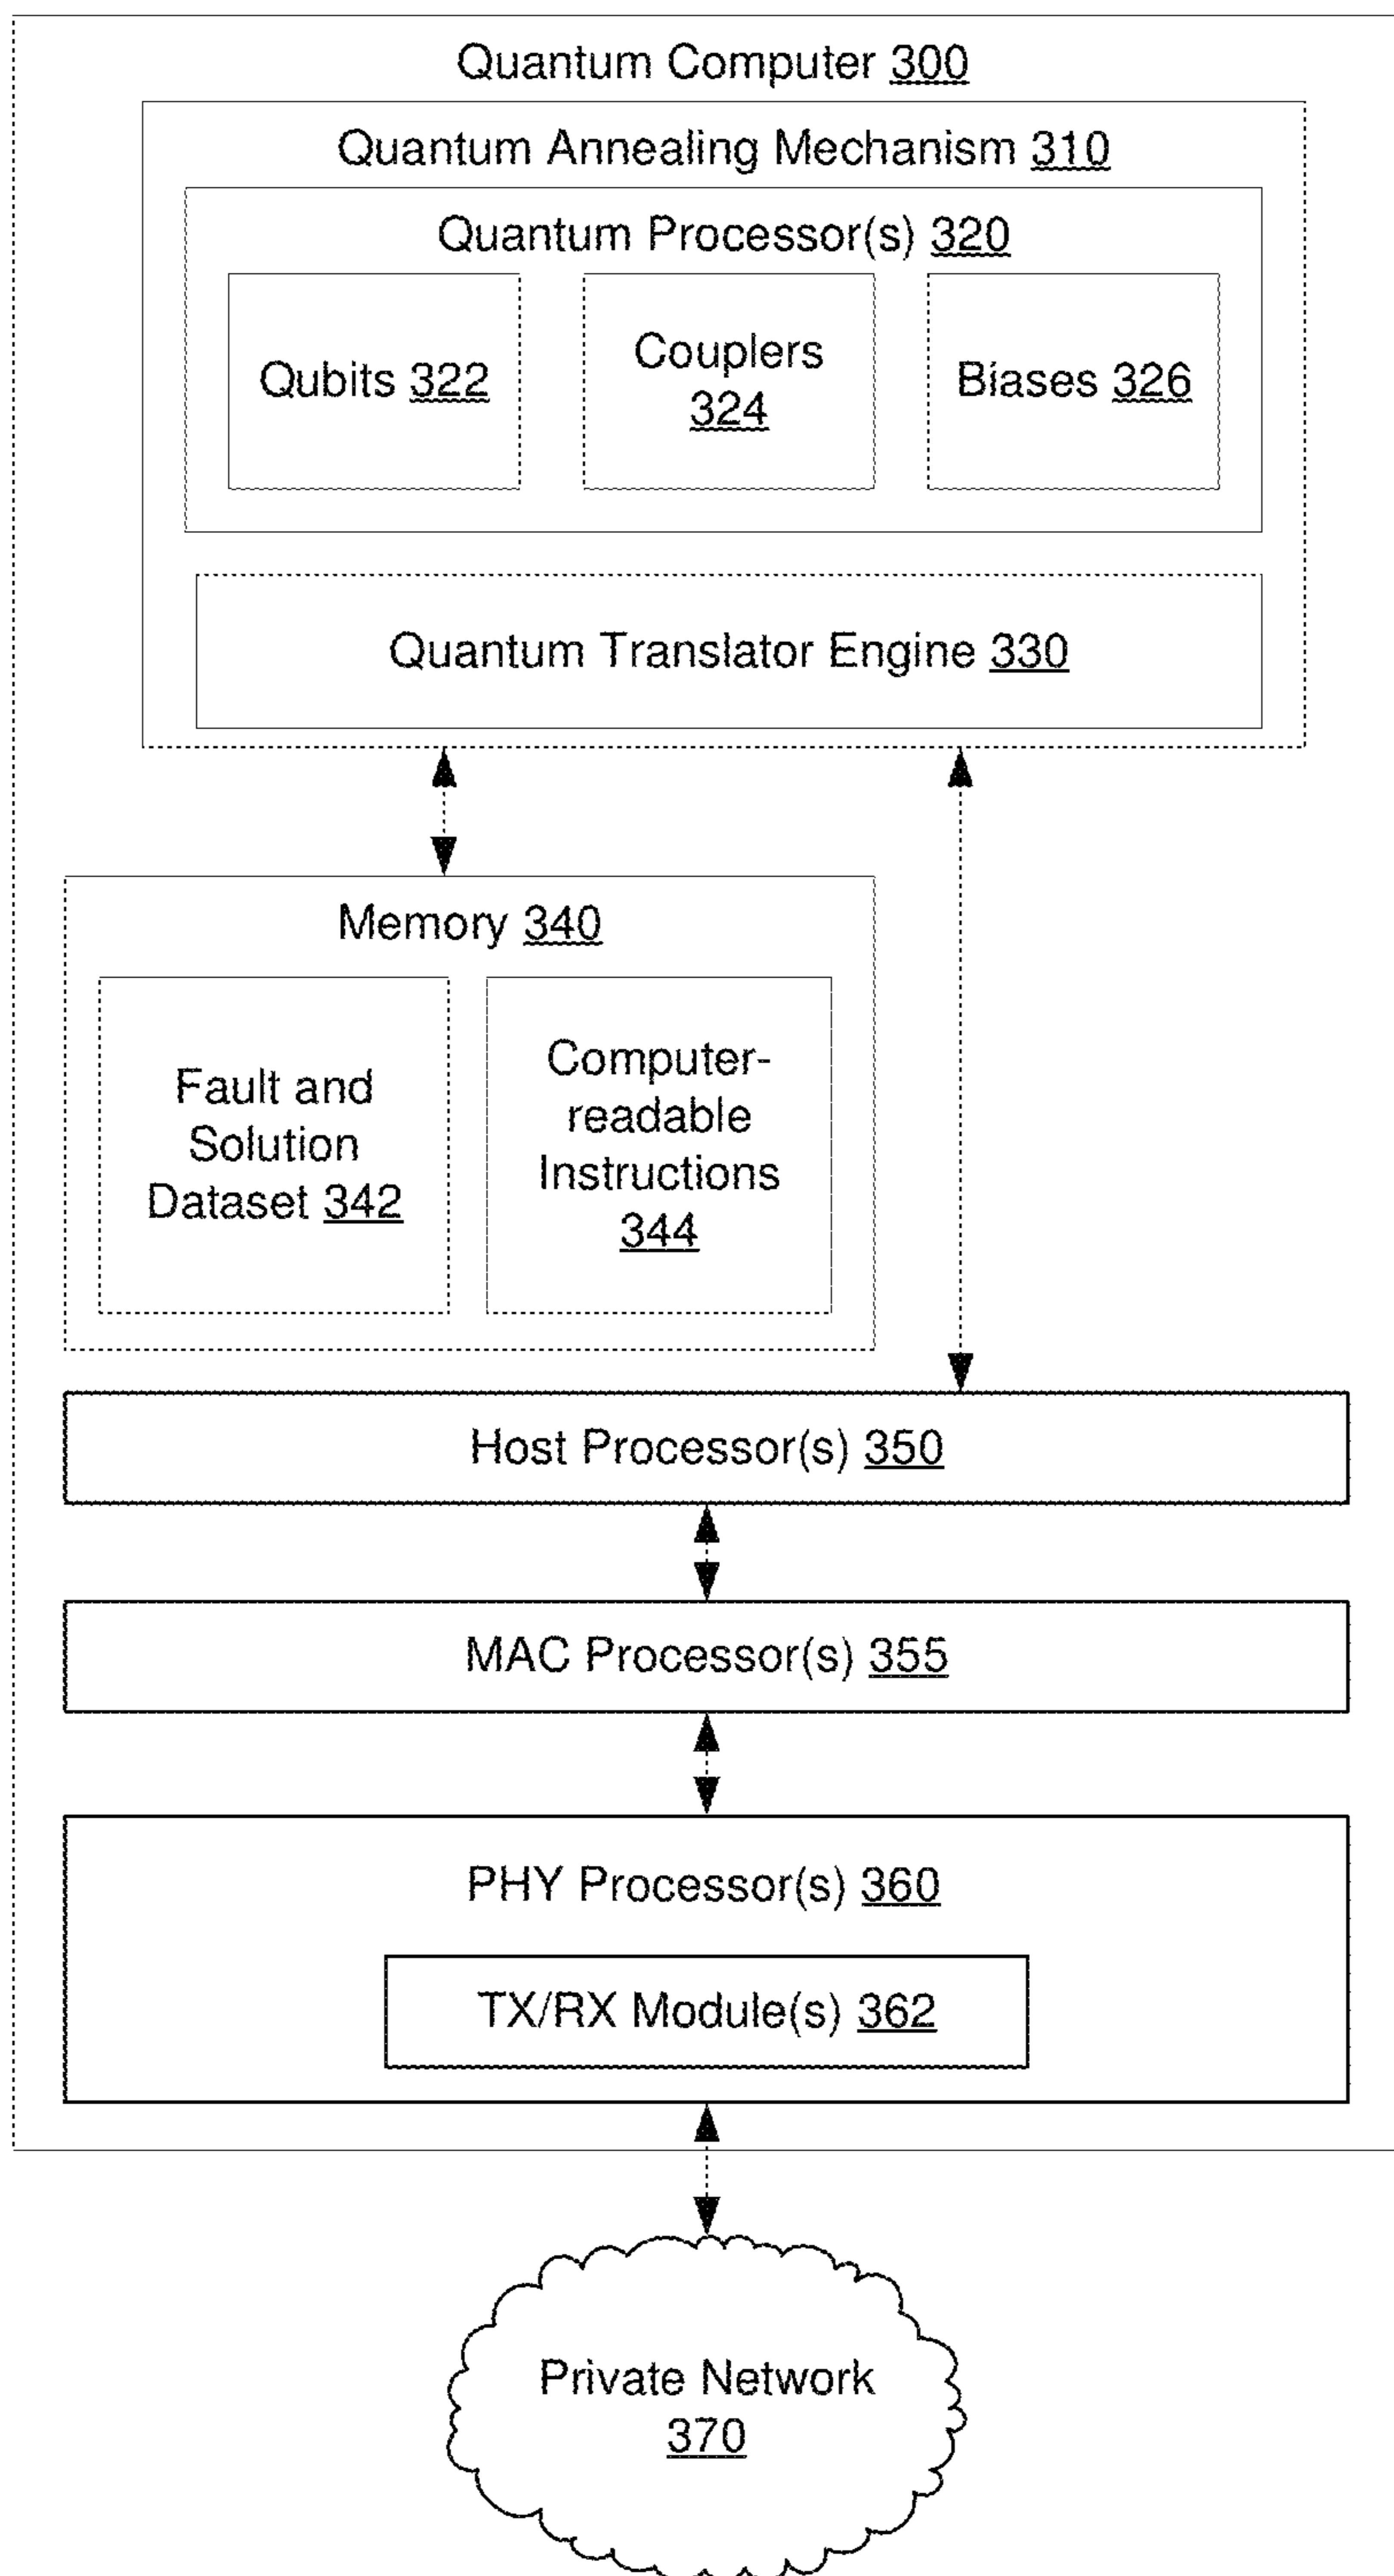 Quantum Computer 300
Quantum Annealing Mechanism 310
Quantum Processor(s) 320
Qubits 322
Couplers
324
Biases 326
Quantum Translator Engine 330
Memory 340
Fault and
Solution
Dataset 342
Computer-
readable
Instructions
344
Host Processor(s) 350
MAC Processor(s) 355
PHY Processor(s) 360
TX/RX Module(s) 362
Private Network
370